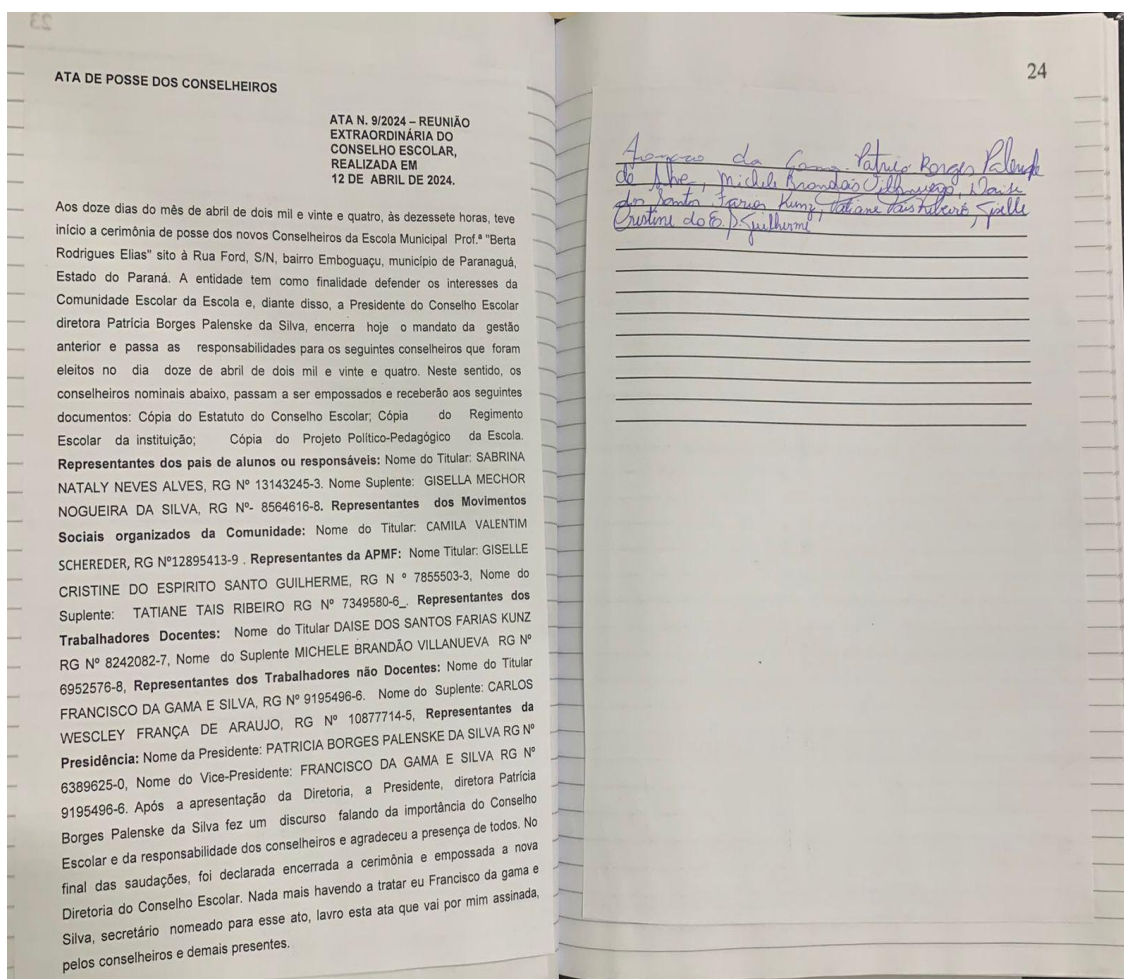 23
ATA DE POSSE DOS CONSELHEIROS
ATA N. 9/2024 – REUNIÃO
EXTRAORDINÁRIA DO
CONSELHO ESCOLAR,
REALIZADA EM
12 DE ABRIL DE 2024.
Aos doze dias do mês de abril de dois mil e vinte e quatro, às dezessete horas, teve
início a cerimônia de posse dos novos Conselheiros da Escola Municipal Prof.ª "Berta
Rodrigues Elias" sito à Rua Ford, S/N, bairro Emboguaçu, município de Paranaguá,
Estado do Paraná. A entidade tem como finalidade defender os interesses da
Comunidade Escolar da Escola e, diante disso, a Presidente do Conselho Escolar
diretora Patrícia Borges Palenske da Silva, encerra hoje o mandato da gestão
anterior e passa as responsabilidades para os seguintes conselheiros que foram
eleitos no dia doze de abril de dois mil e vinte e quatro. Neste sentido, os
conselheiros nominais abaixo, passam a ser empossados e receberão aos seguintes
documentos: Cópia do Estatuto do Conselho Escolar; Cópia do Regimento
Escolar da instituição; Cópia do Projeto Político-Pedagógico da Escola.
Representantes dos pais de alunos ou responsáveis: Nome do Titular: SABRINA
NATALY NEVES ALVES, RG Nº 13143245-3. Nome Suplente: GISELLA MECHOR
NOGUEIRA DA SILVA, RG Nº- 8564616-8. Representantes dos Movimentos
Sociais organizados da Comunidade: Nome do Titular: CAMILA VALENTIM
SCHEREDER, RG Nº12895413-9 . Representantes da APMF: Nome Titular: GISELLE
CRISTINE DO ESPIRITO SANTO GUILHERME, RG N º 7855503-3, Nome do
Suplente: TATIANE TAIS RIBEIRO RG Nº 7349580-6_. Representantes dos
Trabalhadores Docentes: Nome do Titular DAISE DOS SANTOS FARIAS KUNZ
RG Nº 8242082-7, Nome do Suplente MICHELE BRANDÃO VILLANUEVA RG Nº
6952576-8, Representantes dos Trabalhadores não Docentes: Nome do Titular
FRANCISCO DA GAMA E SILVA, RG Nº 9195496-6. Nome do Suplente: CARLOS
WESCLEY FRANÇA DE ARAUJO, RG Nº 10877714-5, Representantes da
Presidência: Nome da Presidente: PATRICIA BORGES PALENSKE DA SILVA RG Nº
6389625-0, Nome do Vice-Presidente: FRANCISCO DA GAMA E SILVA RG Nº
9195496-6. Após a apresentação da Diretoria, a Presidente, diretora Patrícia
Borges Palenske da Silva fez um discurso falando da importância do Conselho
Escolar e da responsabilidade dos conselheiros e agradeceu a presença de todos. No
final das saudações, foi declarada encerrada a cerimônia e empossada a nova
Diretoria do Conselho Escolar. Nada mais havendo a tratar eu Francisco da gama e
Silva, secretário nomeado para esse ato, lavro esta ata que vai por mim assinada,
pelos conselheiros e demais presentes.
24
da Gama. Patricia Borges Palenske
Michele Brandão Villanueva, Daise
dos Santos Farias Kunz, Tatiane Tais Ribeiro, Giselle
Cristine do E. S. Guilherme